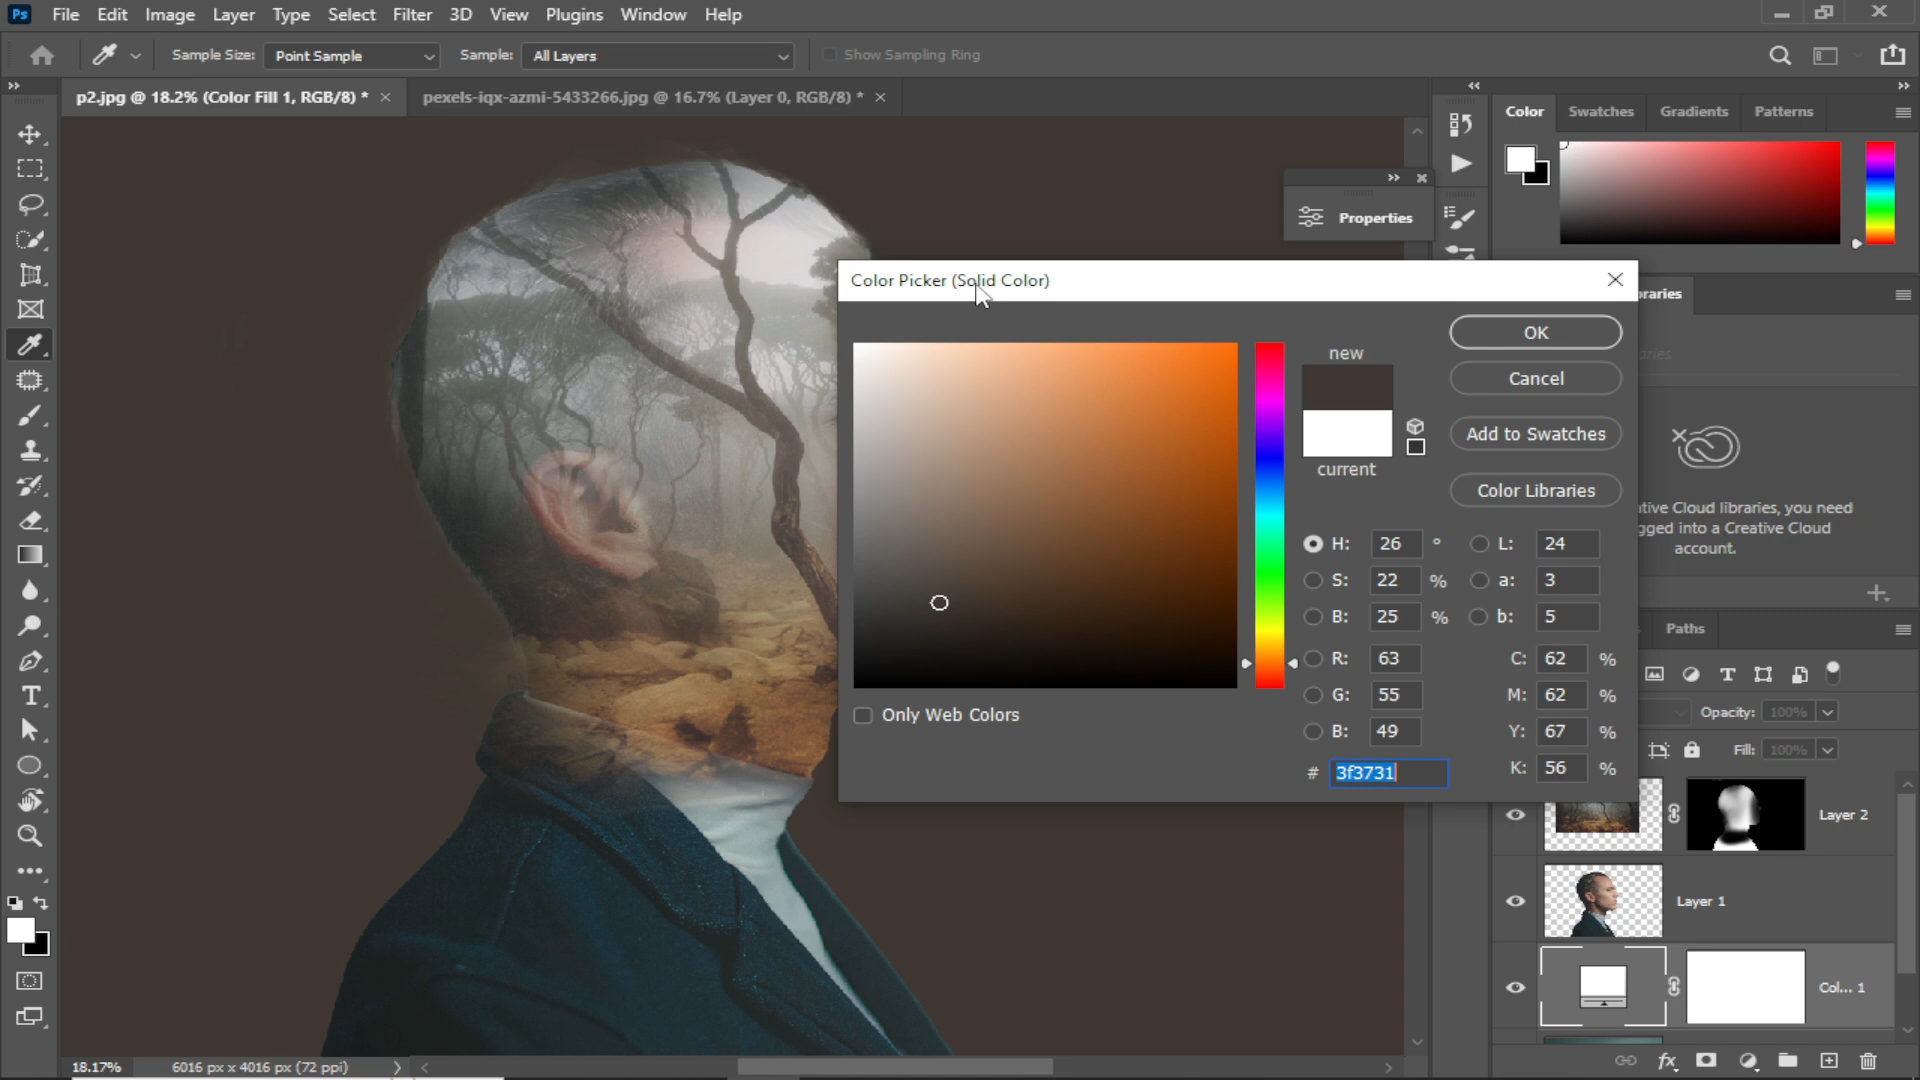 Ps File Edit Image Layer Type Select Filter 3D View Plugins Window Help
Sample Size: Point Sample Sample: All Layers Show Sampling Ring
p2.jpg @ 18.2% (Color Fill 1, RGB/8) * × pexels-iqx-azmi-5433266.jpg @ 16.7% (Layer 0, RGB/8) * ×
Color Swatches Gradients Patterns
Properties
Color Picker (Solid Color)
raries
OK
new
Cancel
Add to Swatches
current
Color Libraries
tive Cloud libraries, you need
gged into a Creative Cloud
account.
H: 26 ° L: 24
S: 22 % a: 3
B: 25 % b: 5
R: 63 C: 62 %
G: 55 M: 62 %
B: 49 Y: 67 %
# 3f3731 K: 56 %
Only Web Colors
Paths
Opacity: 100%
Fill: 100%
Layer 2
Layer 1
Col... 1
18.17% 6016 px x 4016 px (72 ppi)